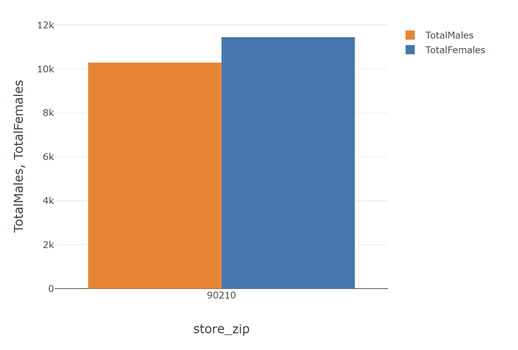 12k
10k
8k
6k
4k
2k
0
TotalMales, TotalFemales
90210
store_zip
TotalMales
TotalFemales